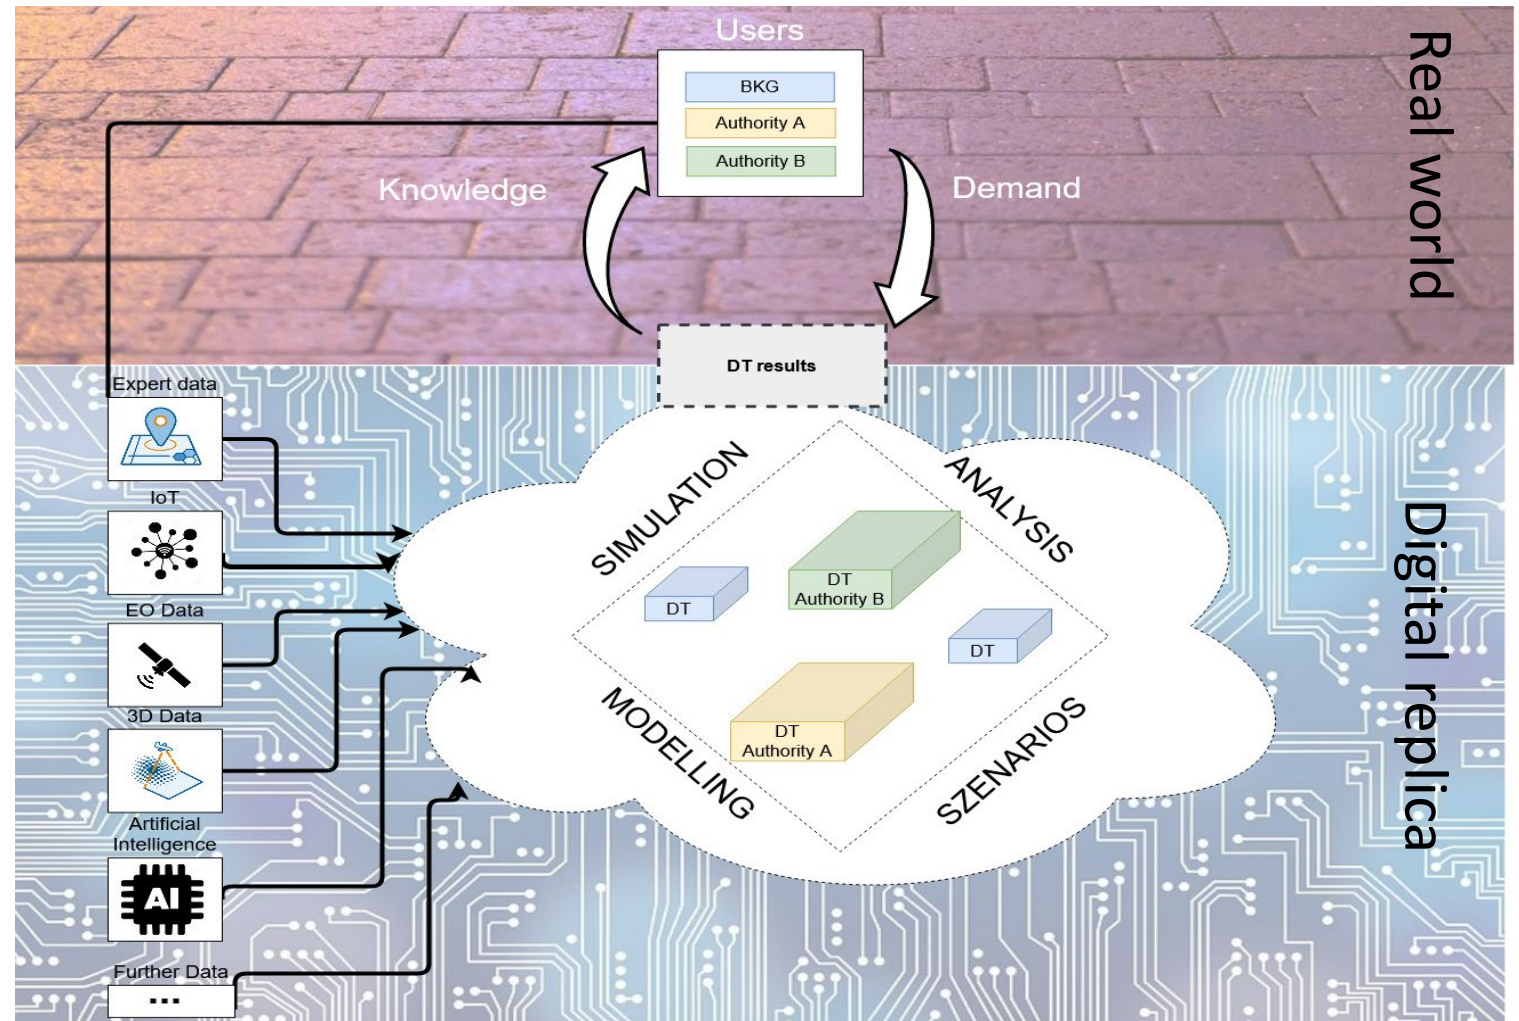 Users
BKG
Authority A
Authority B
Knowledge
Demand
Real world
DT results
Expert data
IoT
EO Data
3D Data
Artificial
Intelligence
AI
Further Data
...
SIMULATION
ANALYSIS
DT
Authority B
DT
DT
DT
Authority A
MODELLING
SZENARIOS
Digital replica